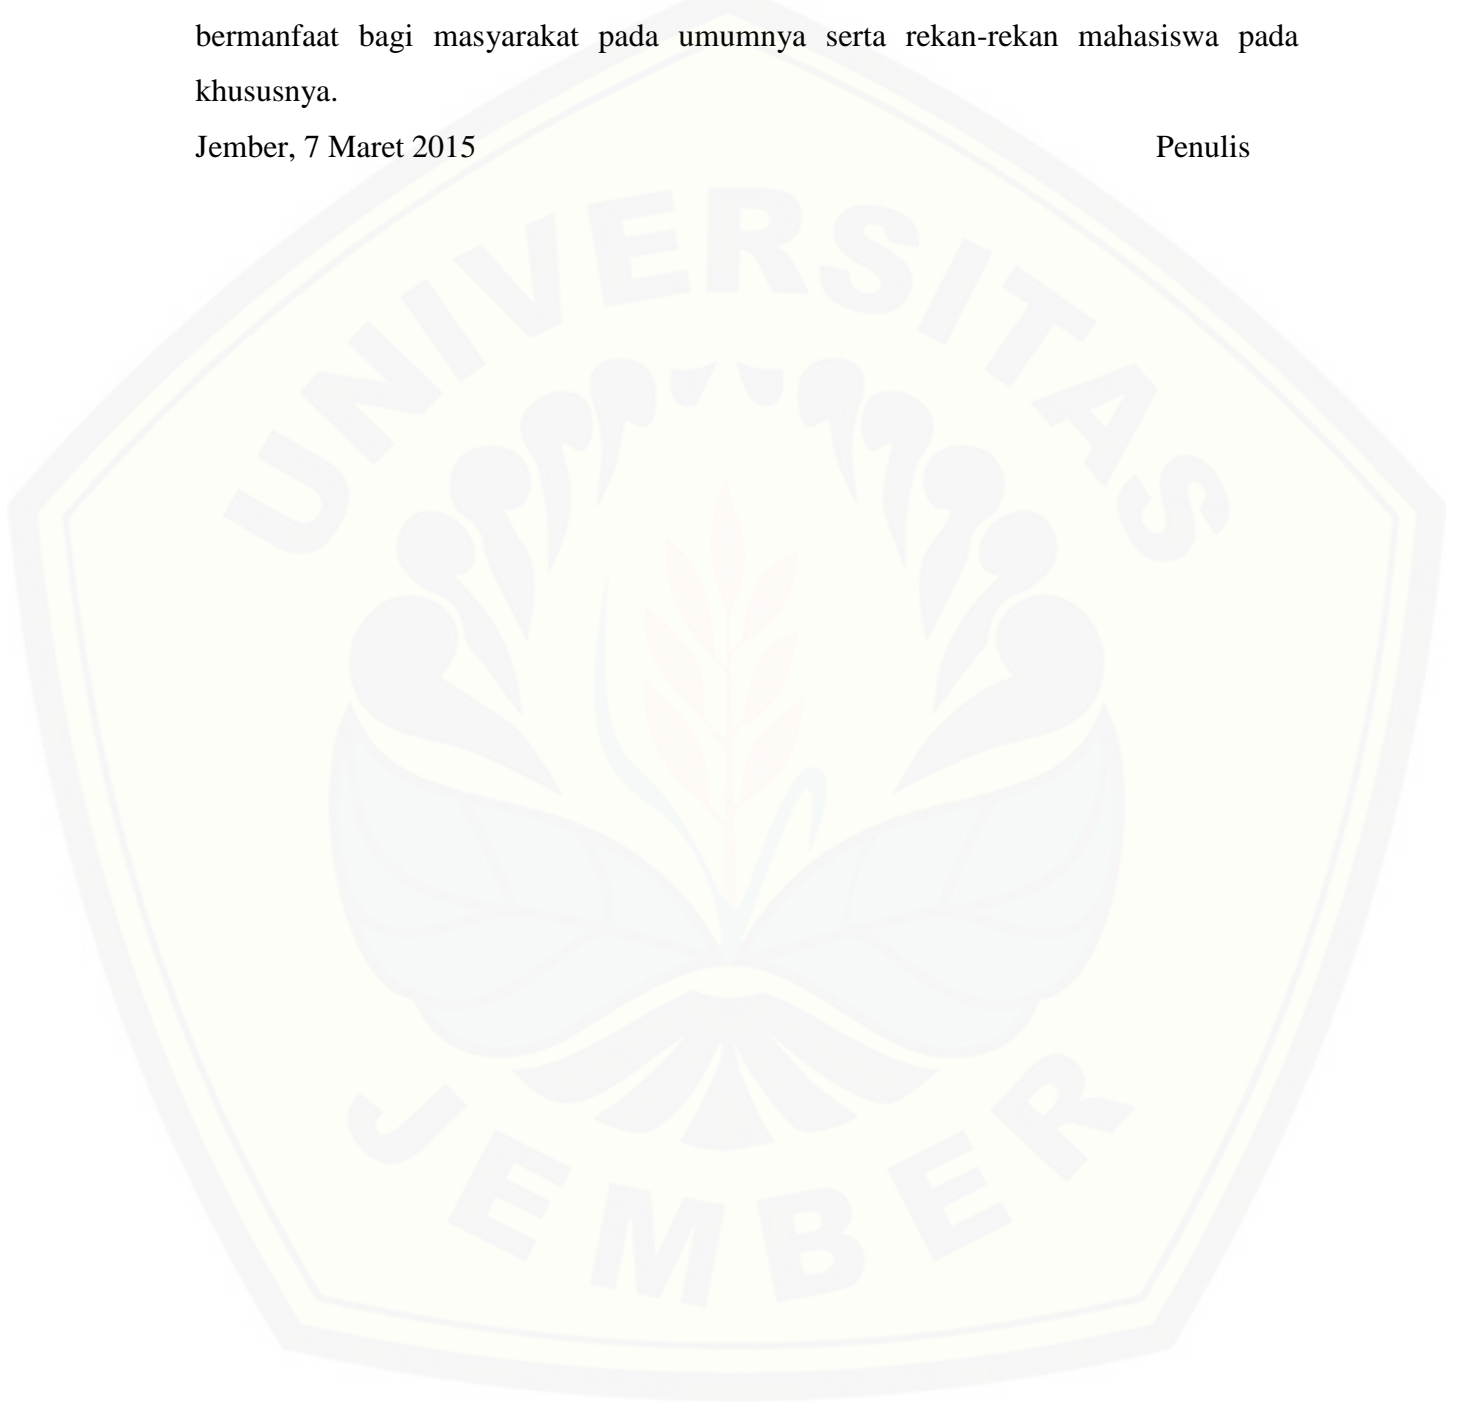 bermanfaat bagi masyarakat pada umumnya serta rekan-rekan mahasiswa pada
khususnya.
Jember, 7 Maret 2015 Penulis
UNIVERSITAS
JEMBER